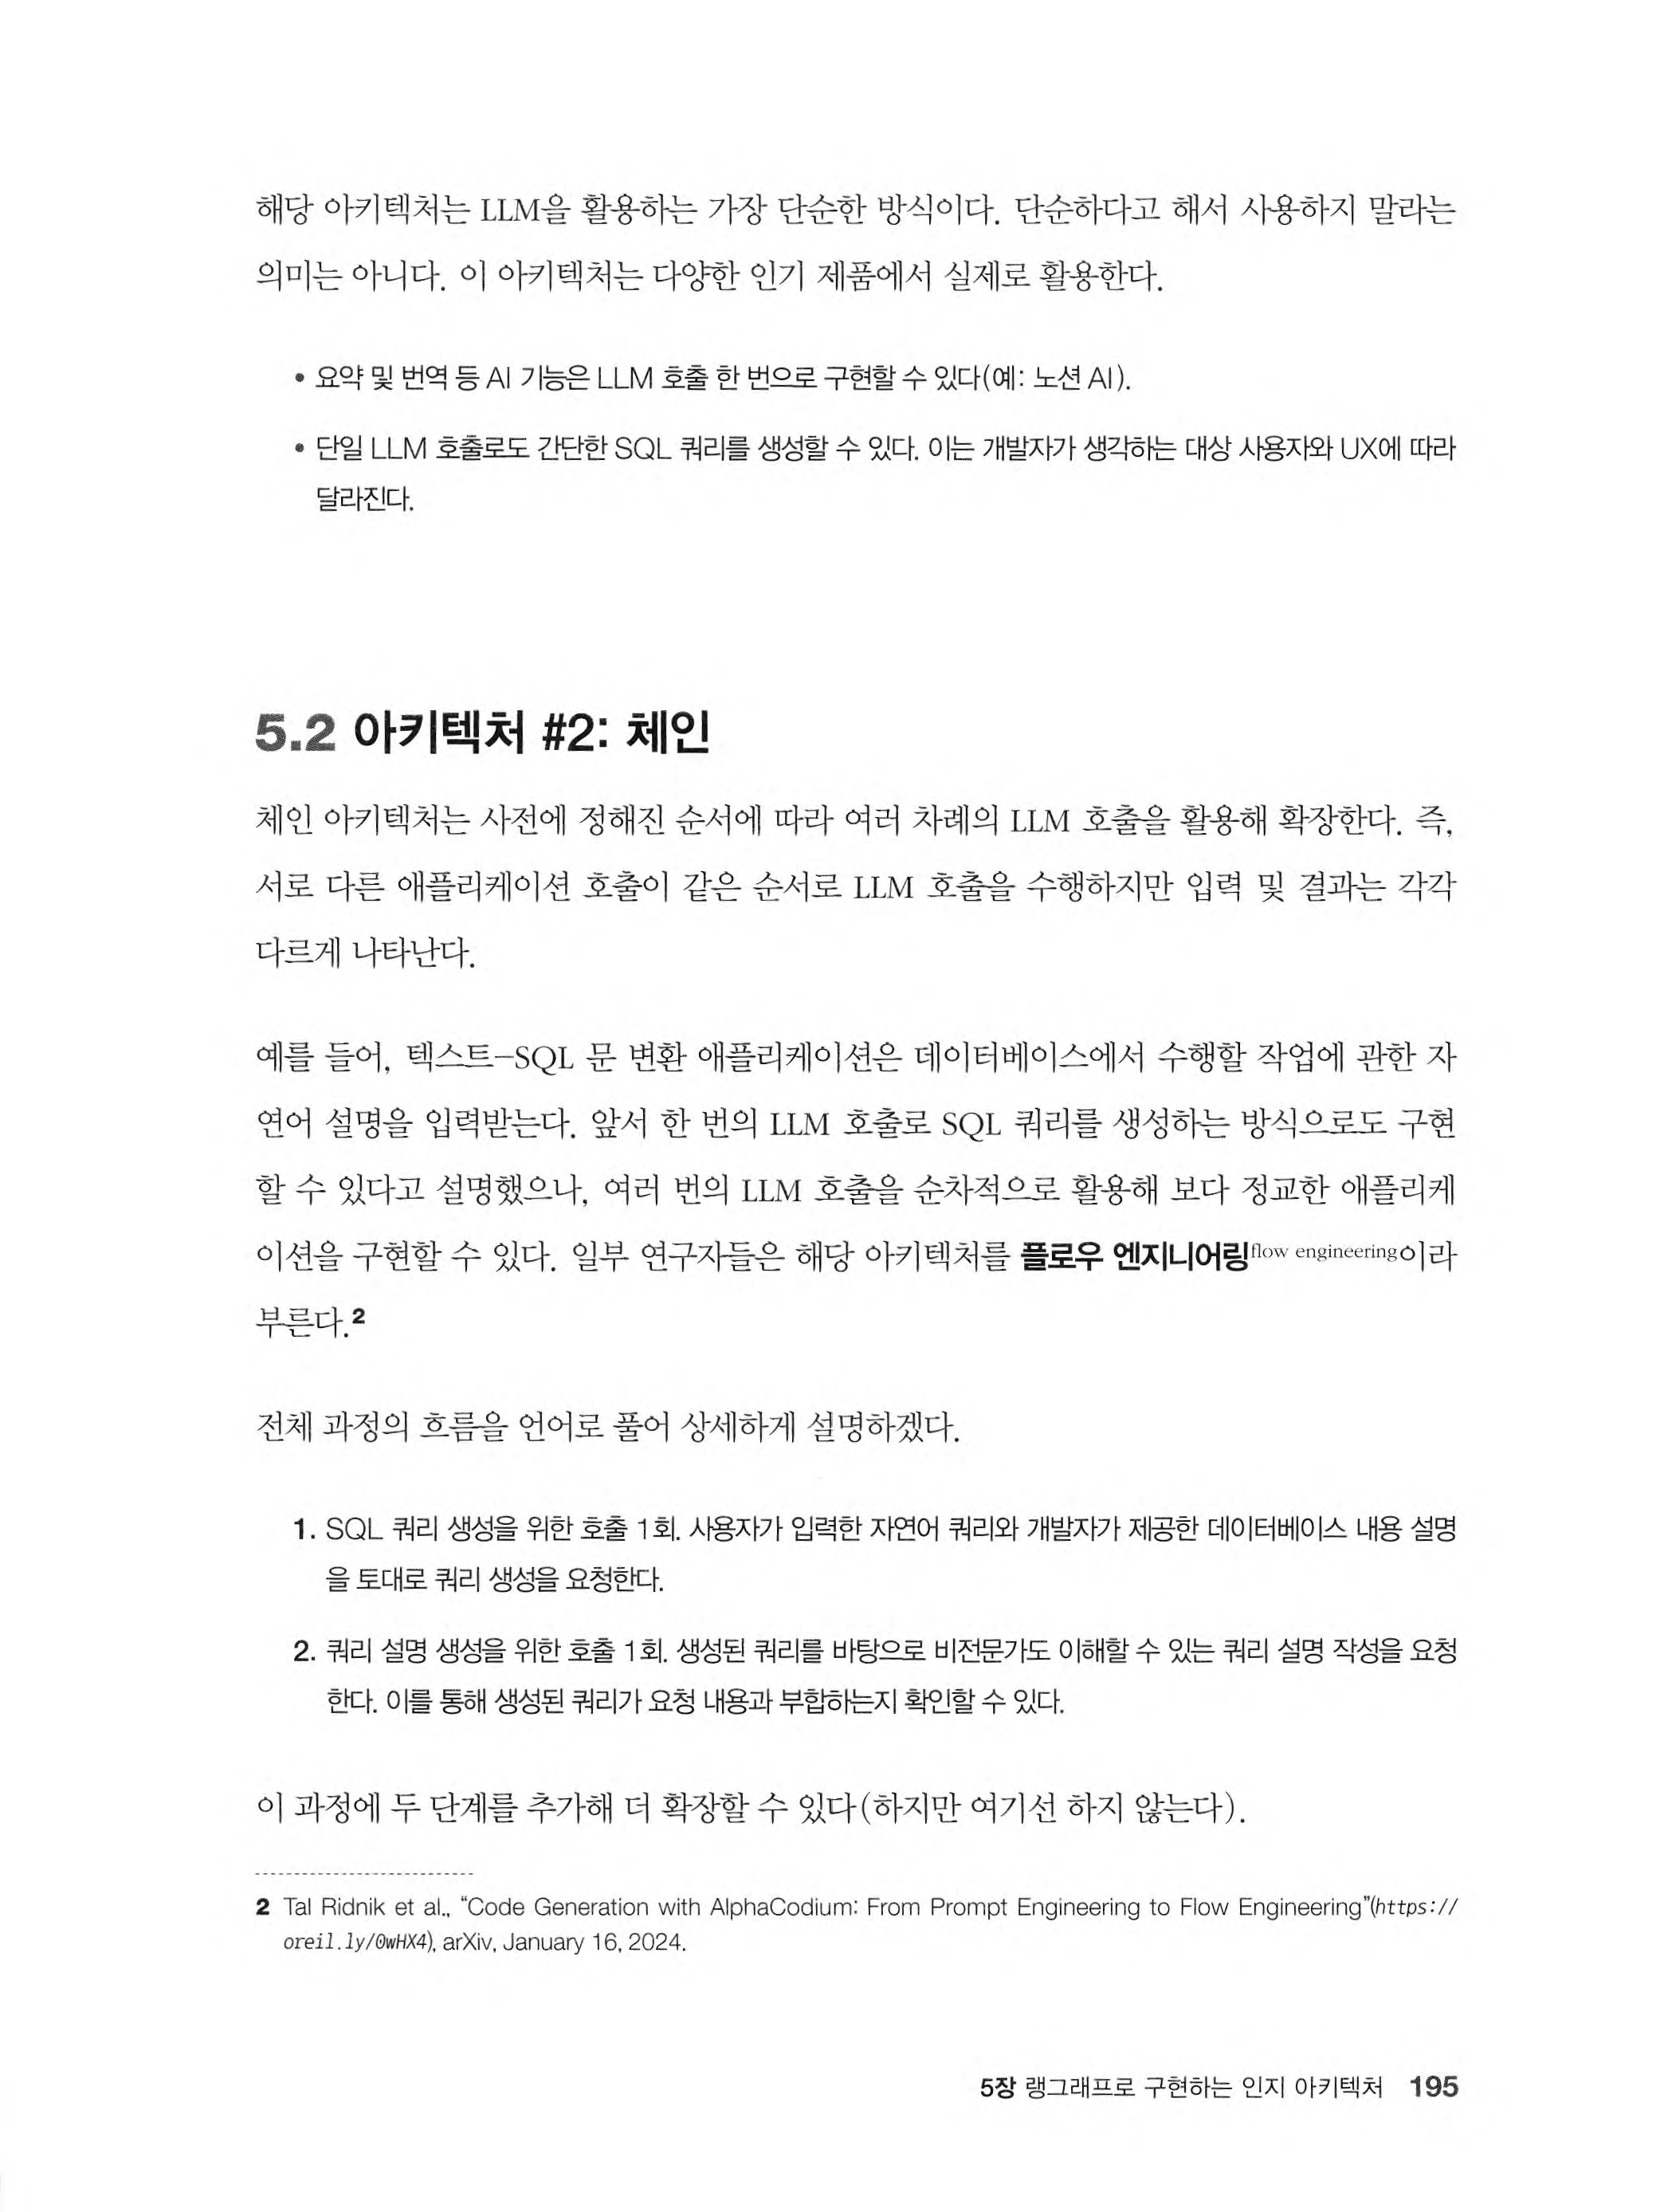 해당 아키텍처는 LLM을 활용하는 가장 단순한 방식이다. 단순하다고 해서 사용하지 말라는
의미는 아니다. 이 아키텍처는 다양한 인기 제품에서 실제로 활용한다.
• 요약 및 번역 등 AI 기능은 LLM 호출 한 번으로 구현할 수 있다(예: 노션 AI).
• 단일 LLM 호출로도 간단한 SQL 쿼리를 생성할 수 있다. 이는 개발자가 생각하는 대상 사용자와 UX에 따라
달라진다.
5.2 아키텍처 #2: 체인
체인 아키텍처는 사전에 정해진 순서에 따라 여러 차례의 LLM 호출을 활용해 확장한다. 즉,
서로 다른 애플리케이션 호출이 같은 순서로 LLM 호출을 수행하지만 입력 및 결과는 각각
다르게 나타난다.
예를 들어, 텍스트–SQL 문 변환 애플리케이션은 데이터베이스에서 수행할 작업에 관한 자
연어 설명을 입력받는다. 앞서 한 번의 LLM 호출로 SQL 쿼리를 생성하는 방식으로도 구현
할 수 있다고 설명했으나, 여러 번의 LLM 호출을 순차적으로 활용해 보다 정교한 애플리케
이션을 구현할 수 있다. 일부 연구자들은 해당 아키텍처를 플로우 엔지니어링flow engineering이라
부른다.2
전체 과정의 흐름을 언어로 풀어 상세하게 설명하겠다.
1. SQL 쿼리 생성을 위한 호출 1회. 사용자가 입력한 자연어 쿼리와 개발자가 제공한 데이터베이스 내용 설명
을 토대로 쿼리 생성을 요청한다.
2. 쿼리 설명 생성을 위한 호출 1회. 생성된 쿼리를 바탕으로 비전문가도 이해할 수 있는 쿼리 설명 작성을 요청
한다. 이를 통해 생성된 쿼리가 요청 내용과 부합하는지 확인할 수 있다.
이 과정에 두 단계를 추가해 더 확장할 수 있다(하지만 여기선 하지 않는다).
2 Tal Ridnik et al., “Code Generation with AlphaCodium: From Prompt Engineering to Flow Engineering”(https://
oreil.ly/0wHX4), arXiv, January 16, 2024.
5장 랭그래프로 구현하는 인지 아키텍처 195